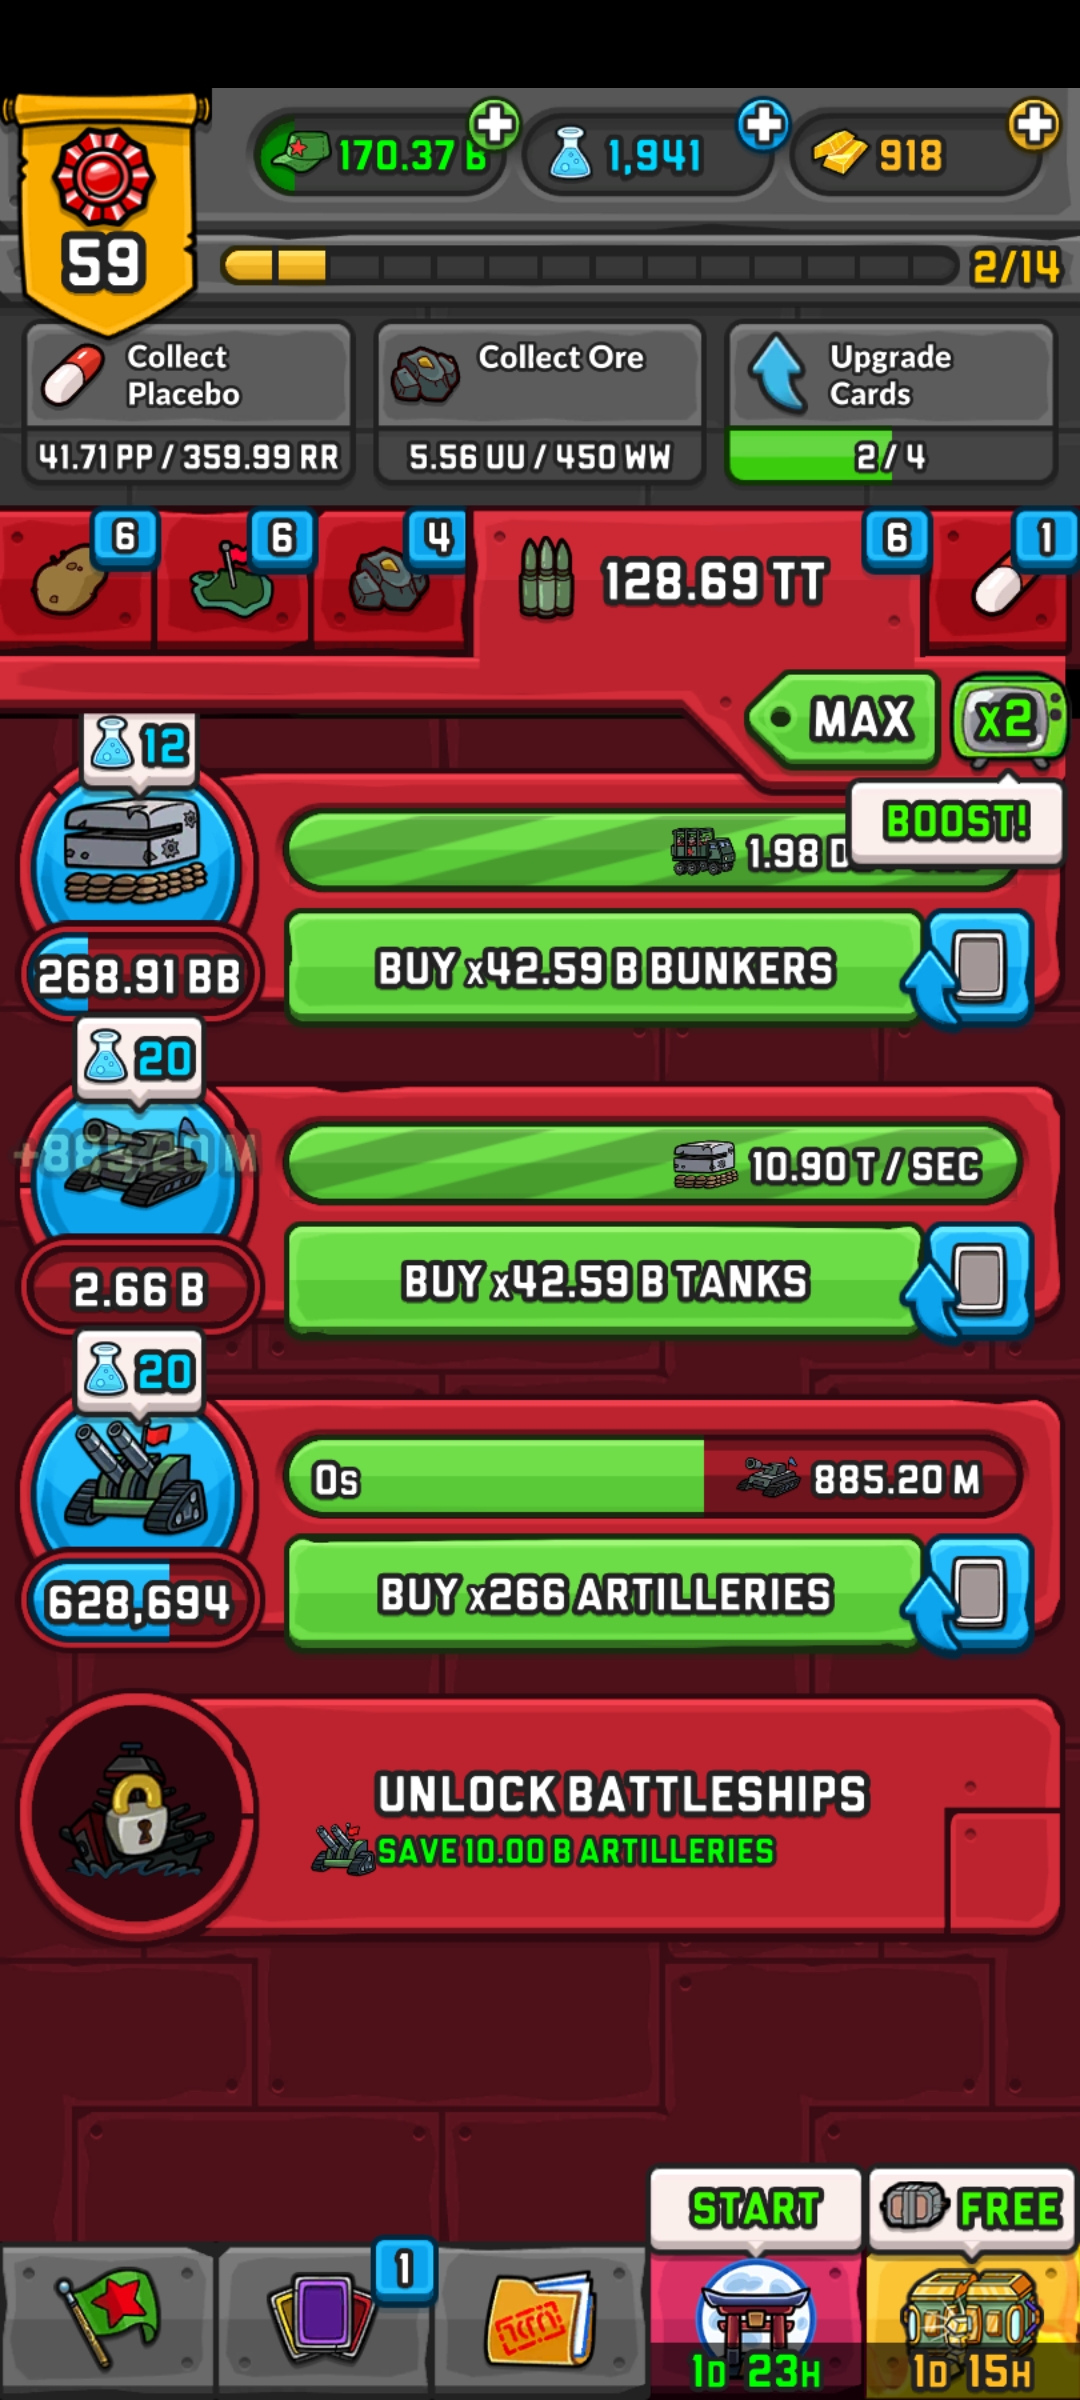 170.37 B
1,941
918
59
2/14
Collect
Placebo
41.71 PP / 359.99 RR
Collect Ore
5.56 UU / 450 WW
Upgrade
Cards
2/ 4
6
6
4
128.69 TT
6
1
MAX
x2
BOOST!
12
1.98
268.91 BB
BUY x42.59 B BUNKERS
20
+885.20 M
10.90 T / SEC
2.66 B
BUY x42.59 B TANKS
20
0s
885.20 M
628,694
BUY x266 ARTILLERIES
UNLOCK BATTLESHIPS
SAVE 10.00 B ARTILLERIES
START
FREE
1
1D 23H
1D 15H